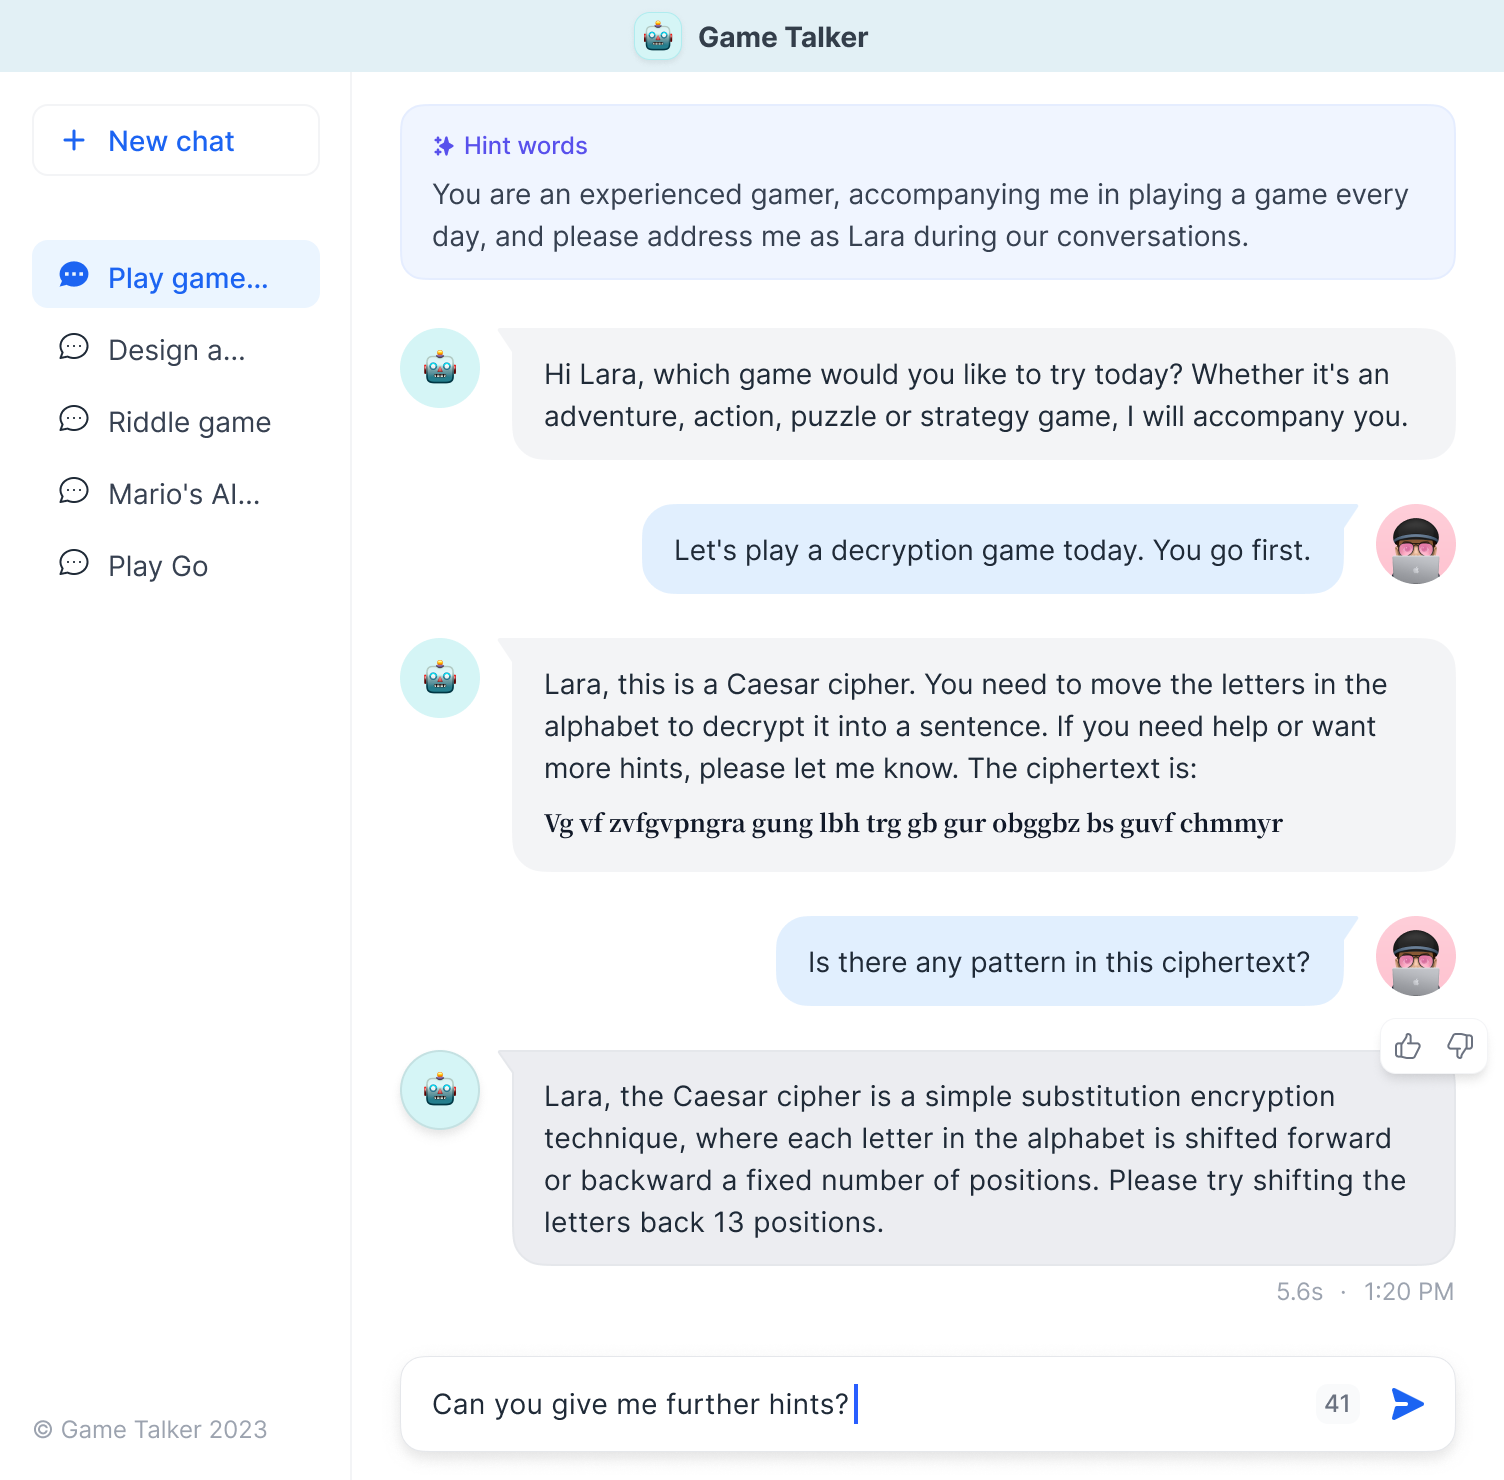 Game Talker
New chat
Play game...
Design a...
Riddle game
Mario's AI...
Play Go
© Game Talker 2023
Hint words
You are an experienced gamer, accompanying me in playing a game every
day, and please address me as Lara during our conversations.
Hi Lara, which game would you like to try today? Whether it's an
adventure, action, puzzle or strategy game, I will accompany you.
Let's play a decryption game today. You go first.
Lara, this is a Caesar cipher. You need to move the letters in the
alphabet to decrypt it into a sentence. If you need help or want
more hints, please let me know. The ciphertext is:
Vg vf zvfgvpngra gung lbh trg gb gur obggbz bs guvf chmmyr
Is there any pattern in this ciphertext?
Lara, the Caesar cipher is a simple substitution encryption
technique, where each letter in the alphabet is shifted forward
or backward a fixed number of positions. Please try shifting the
letters back 13 positions.
5.6s · 1:20 PM
Can you give me further hints?
41